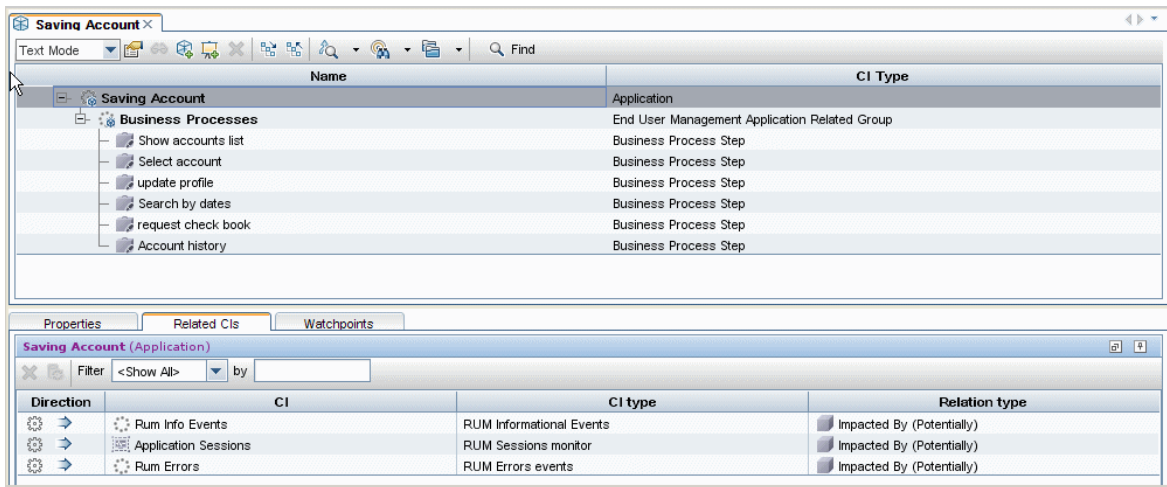 Saving Account
Text Mode Find
Name CI Type
Saving Account Application
Business Processes End User Management Application Related Group
Show accounts list Business Process Step
Select account Business Process Step
update profile Business Process Step
Search by dates Business Process Step
request check book Business Process Step
Account history Business Process Step
Properties Related CIs Watchpoints
Saving Account (Application)
Filter <Show All> by
Direction CI CI type Relation type
Rum Info Events RUM Informational Events Impacted By (Potentially)
Application Sessions RUM Sessions monitor Impacted By (Potentially)
Rum Errors RUM Errors events Impacted By (Potentially)